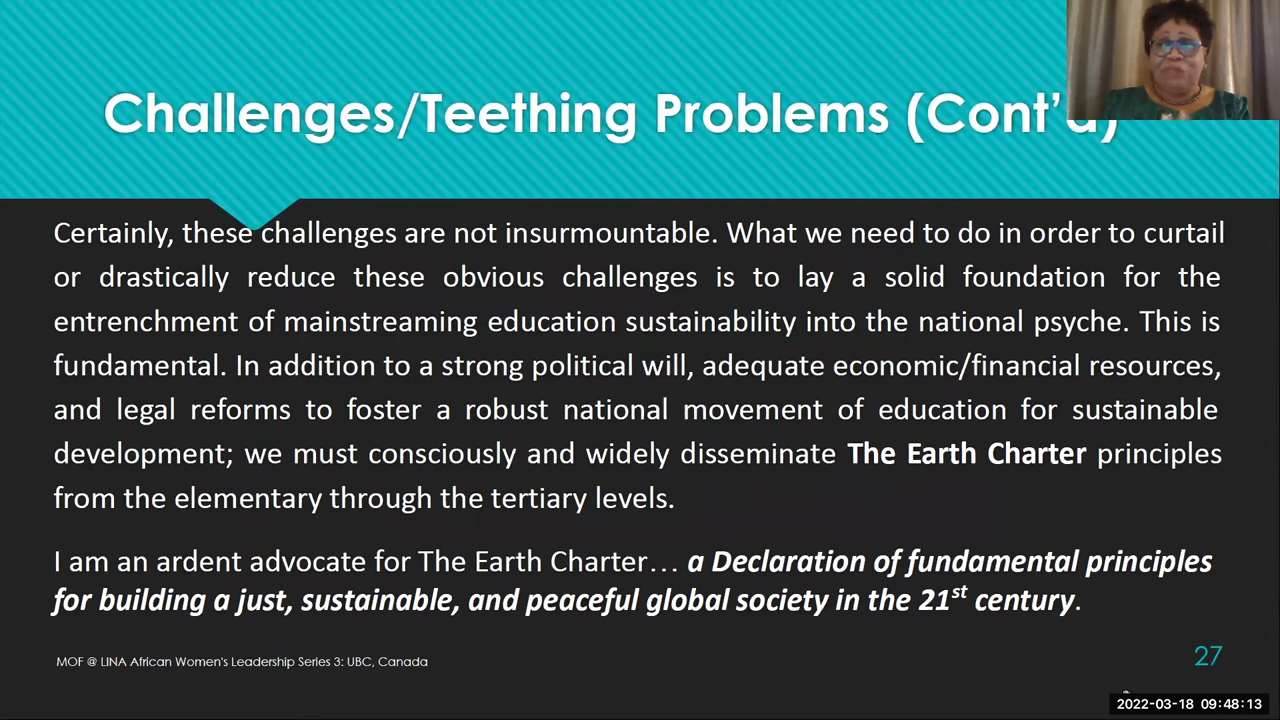 Challenges/Teething Problems (Cont'd)
Certainly, these challenges are not insurmountable. What we need to do in order to curtail
or drastically reduce these obvious challenges is to lay a solid foundation for the
entrenchment of mainstreaming education sustainability into the national psyche. This is
fundamental. In addition to a strong political will, adequate economic/financial resources,
and legal reforms to foster a robust national movement of education for sustainable
development; we must consciously and widely disseminate The Earth Charter principles
from the elementary through the tertiary levels.
I am an ardent advocate for The Earth Charter… a Declaration of fundamental principles
for building a just, sustainable, and peaceful global society in the 21st century.
MOF @ LINA African Women's Leadership Series 3: UBC, Canada
27
2022-03-18 09:48:13